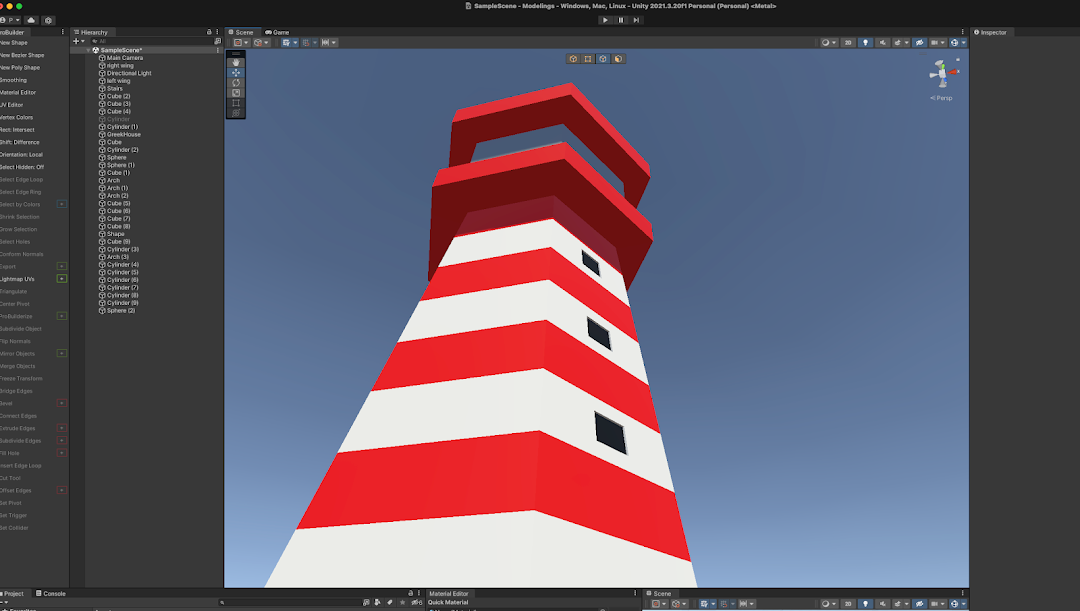 SampleScene - Modelings - Windows, Mac, Linux - Unity 2021.3.20f1 Personal (Personal) <Metal>
P
Hierarchy
Scene
Game
Inspector
All
2D
SampleScene*
Main Camera
right wing
Directional Light
left wing
Stairs
Cube (2)
Cube (3)
Cube (4)
Cylinder
Cylinder (1)
GreekHouse
Cube
Cylinder (2)
Sphere
Sphere (1)
Cube (1)
Arch
Arch (1)
Arch (2)
Cube (5)
Cube (6)
Cube (7)
Cube (8)
Shape
Cube (9)
Cylinder (3)
Arch (3)
Cylinder (4)
Cylinder (5)
Cylinder (6)
Cylinder (7)
Cylinder (8)
Cylinder (9)
Sphere (2)
roBuilder
New Shape
New Bezier Shape
New Poly Shape
Smoothing
Material Editor
UV Editor
Vertex Colors
Rect: Intersect
Shift: Difference
Orientation: Local
Select Hidden: Off
Select Edge Loop
Select Edge Ring
Select by Colors
Shrink Selection
Grow Selection
Select Holes
Conform Normals
Export
Lightmap UVs
Triangulate
Center Pivot
ProBuilderize
Subdivide Object
Flip Normals
Mirror Objects
Merge Objects
Freeze Transform
Bridge Edges
Bevel
Connect Edges
Extrude Edges
Subdivide Edges
Fill Hole
Insert Edge Loop
Cut Tool
Offset Edges
Set Pivot
Set Trigger
Set Collider
Persp
Project
Console
Material Editor
Quick Material
Scene
2D